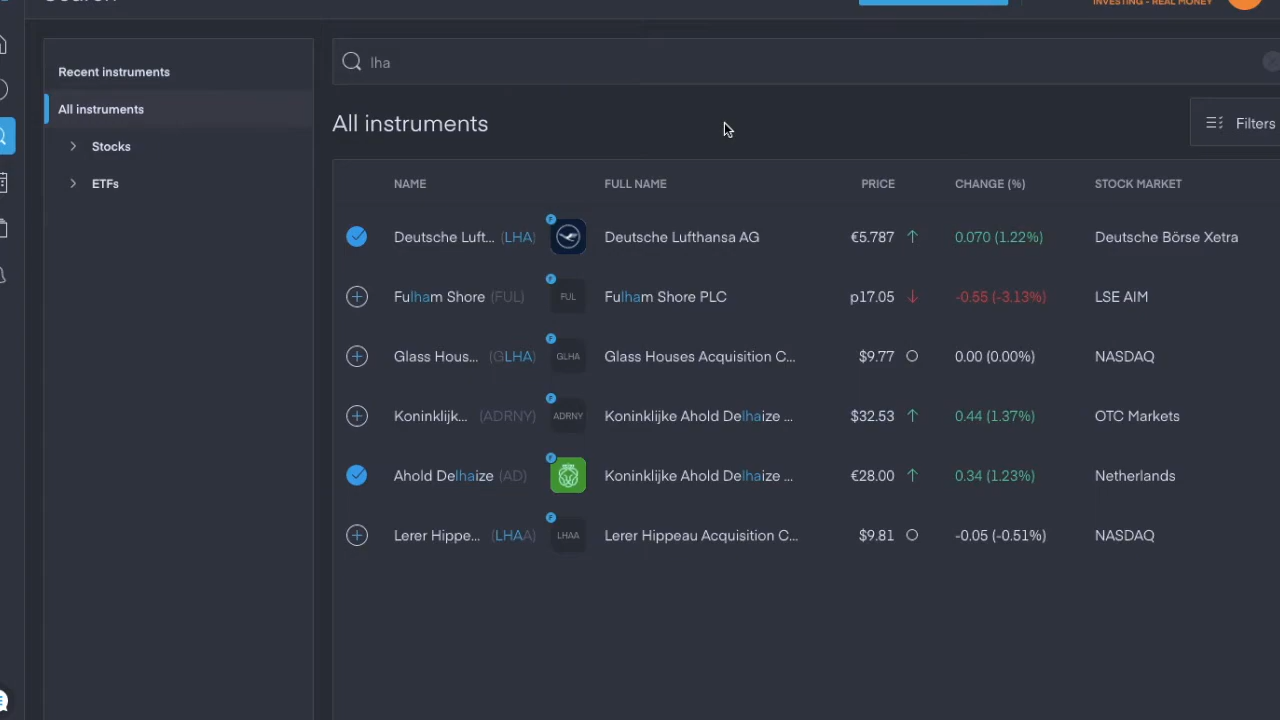 INVESTING - REAL MONEY
Recent instruments
All instruments
Stocks
ETFs
lha
All instruments
Filters
NAME FULL NAME PRICE CHANGE (%) STOCK MARKET
Deutsche Luft... (LHA) Deutsche Lufthansa AG €5.787 0.070 (1.22%) Deutsche Börse Xetra
Fulham Shore (FUL) FUL Fulham Shore PLC p17.05 -0.55 (-3.13%) LSE AIM
Glass Hous... (GLHA) GLHA Glass Houses Acquisition C... $9.77 0.00 (0.00%) NASDAQ
Koninklijk... (ADRNY) ADRNY Koninklijke Ahold Delhaize ... $32.53 0.44 (1.37%) OTC Markets
Ahold Delhaize (AD) Koninklijke Ahold Delhaize ... €28.00 0.34 (1.23%) Netherlands
Lerer Hippe... (LHAA) LHAA Lerer Hippeau Acquisition C... $9.81 -0.05 (-0.51%) NASDAQ